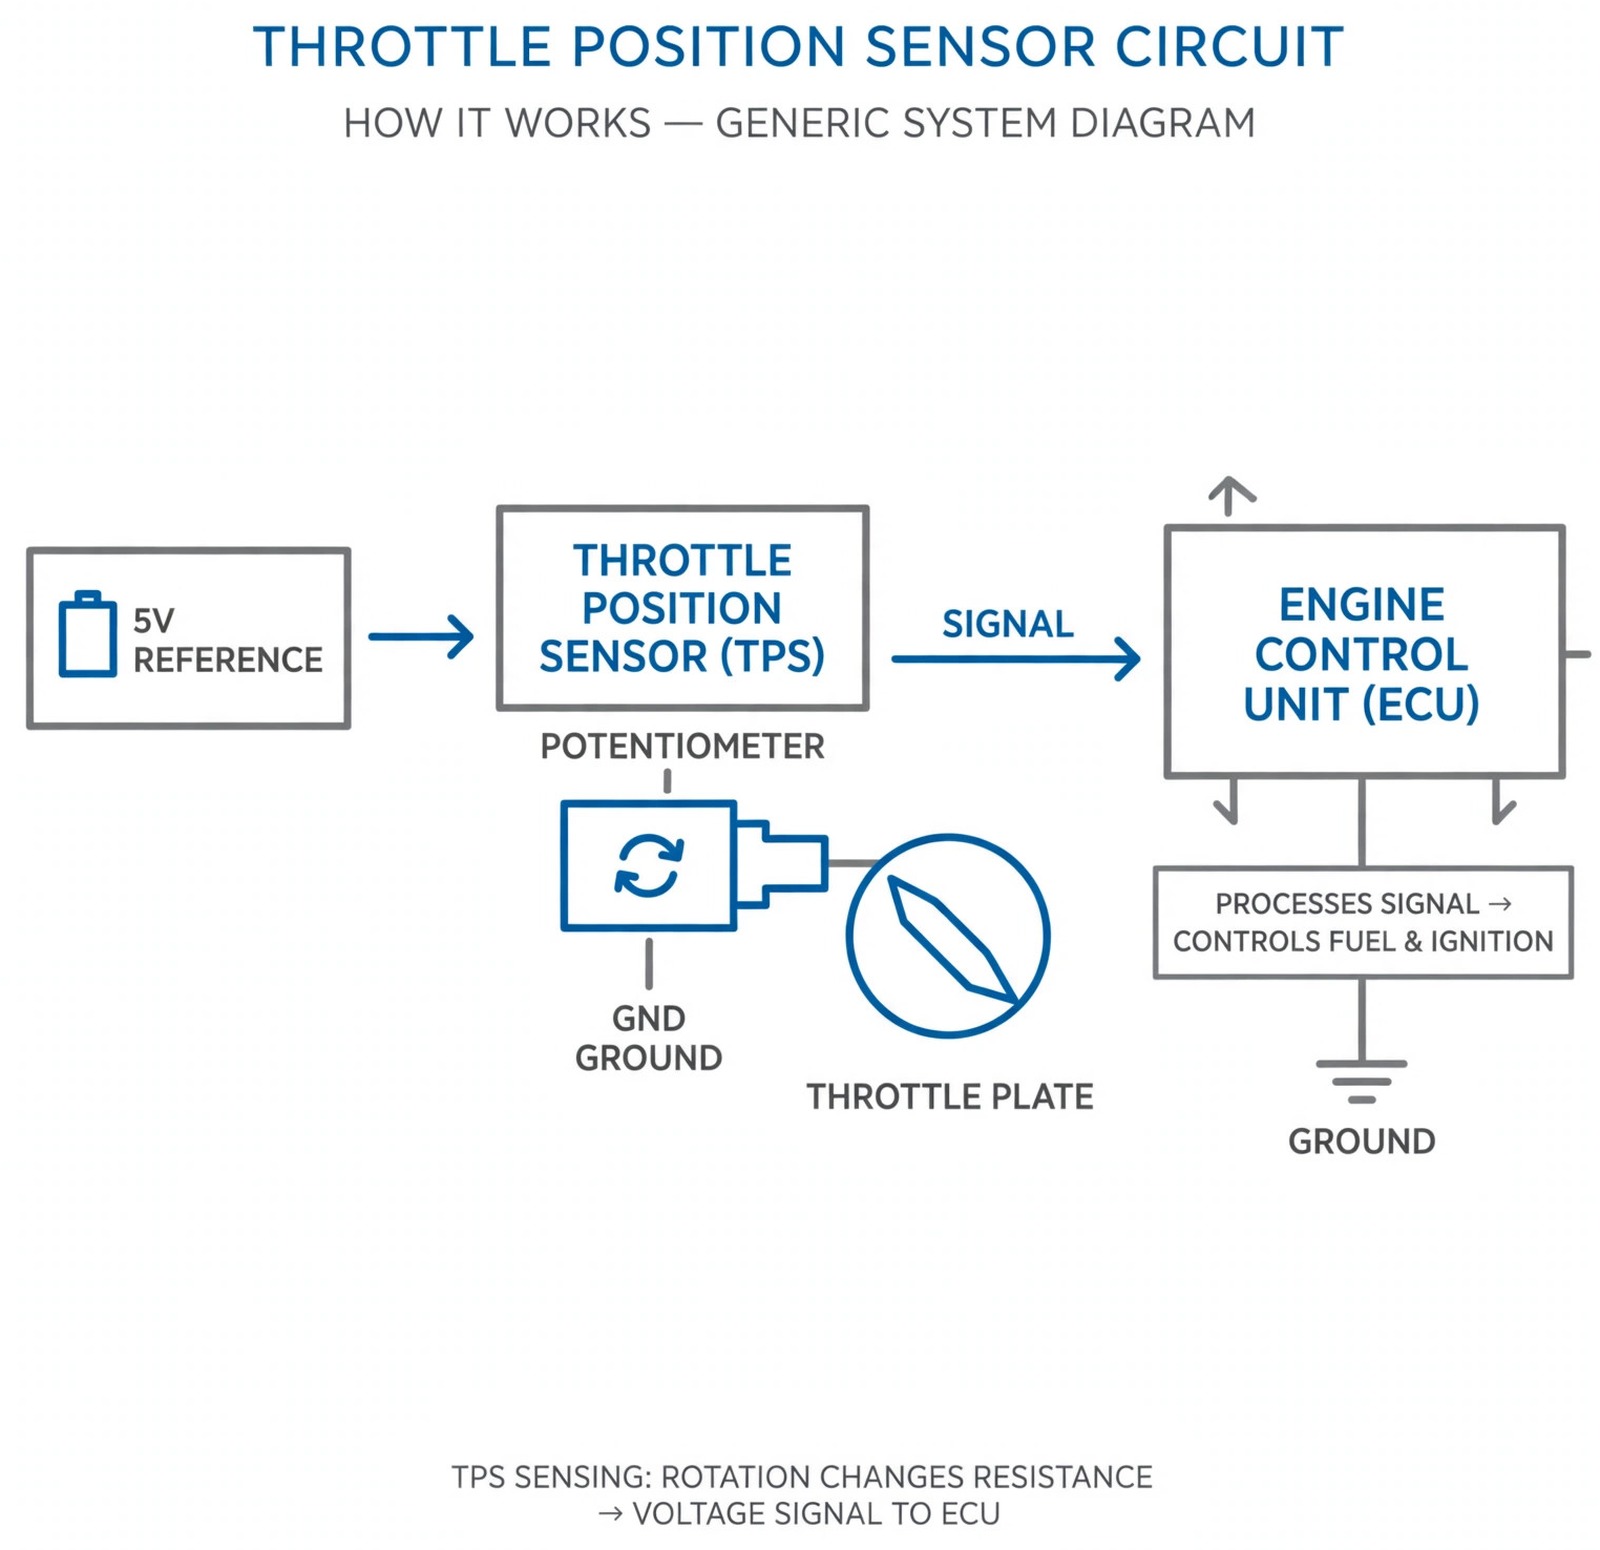 THROTTLE POSITION SENSOR CIRCUIT
HOW IT WORKS — GENERIC SYSTEM DIAGRAM
5V
REFERENCE
THROTTLE
POSITION
SENSOR (TPS)
SIGNAL
ENGINE
CONTROL
UNIT (ECU)
POTENTIOMETER
PROCESSES SIGNAL →
CONTROLS FUEL & IGNITION
GND
GROUND
THROTTLE PLATE
GROUND
TPS SENSING: ROTATION CHANGES RESISTANCE
→ VOLTAGE SIGNAL TO ECU